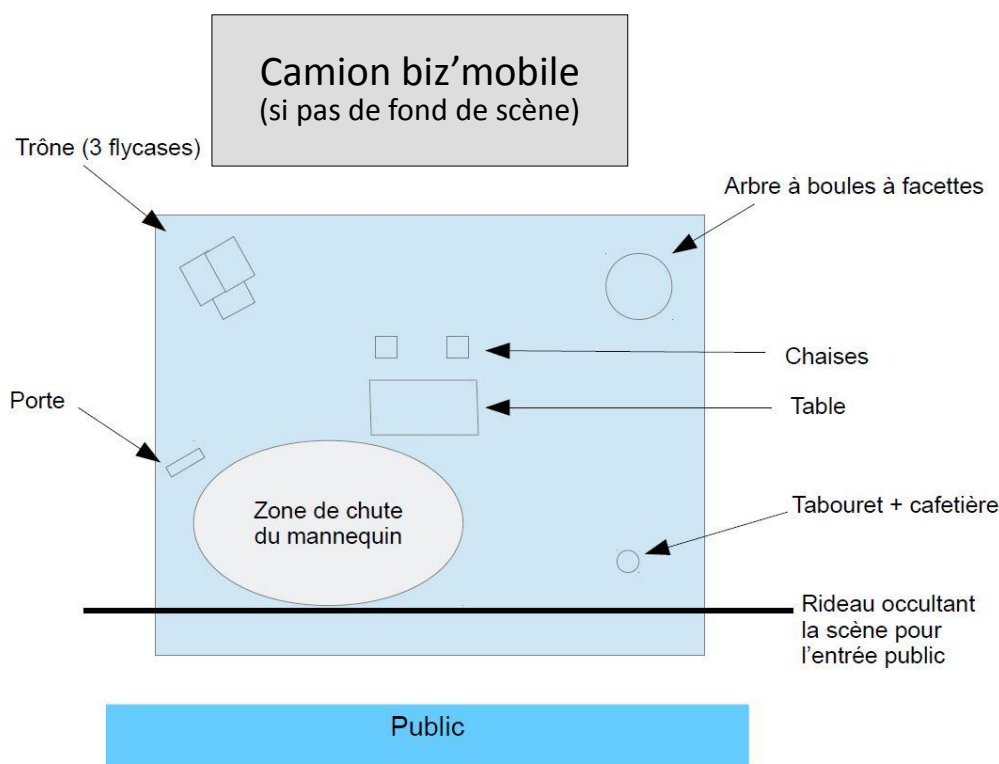 Camion biz’mobile
(si pas de fond de scène)
Trône (3 flycases)
Arbre à boules à facettes
Chaises
Porte
Table
Zone de chute
du mannequin
Tabouret + cafetière
Rideau occultant
la scène pour
l’entrée public
Public